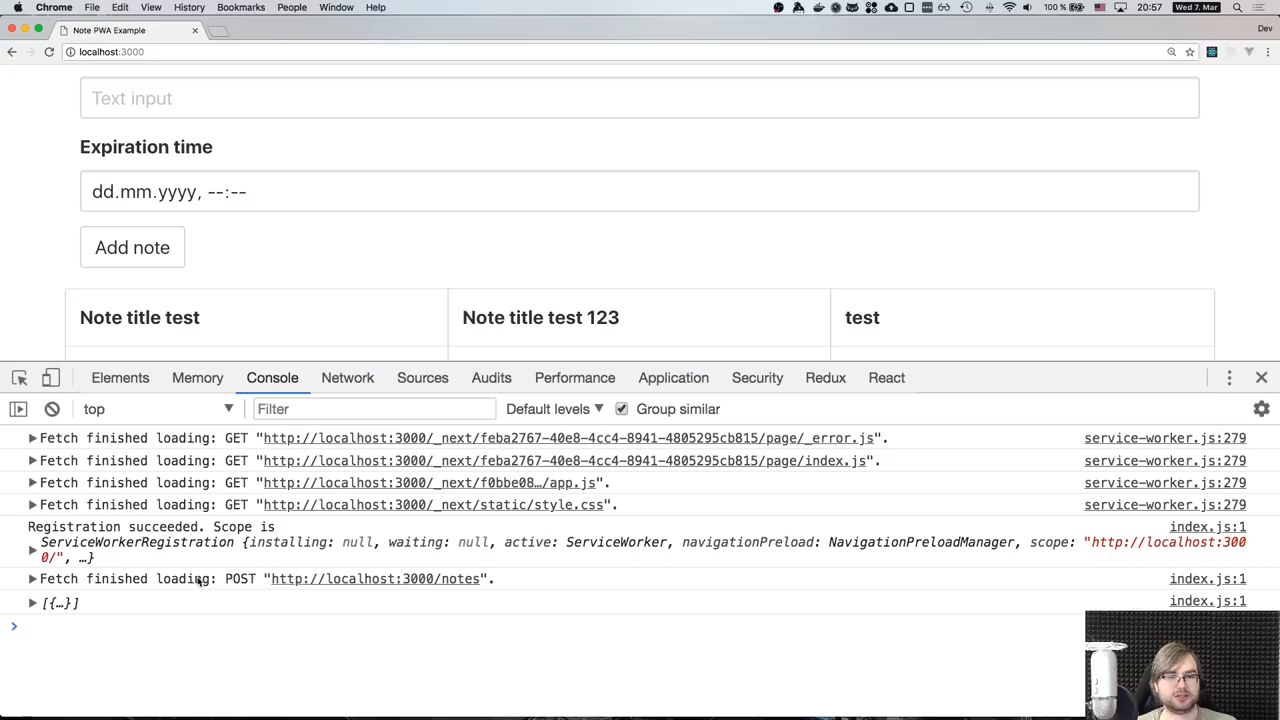 Chrome File Edit View History Bookmarks People Window Help 100 % 20:57 Wed 7. Mar
Note PWA Example Dev
localhost:3000
Text input
Expiration time
dd.mm.yyyy, --:--
Add note
Note title test Note title test 123 test
Elements Memory Console Network Sources Audits Performance Application Security Redux React
top Filter Default levels Group similar
Fetch finished loading: GET "http://localhost:3000/_next/feba2767-40e8-4cc4-8941-4805295cb815/page/_error.js". service-worker.js:279
Fetch finished loading: GET "http://localhost:3000/_next/feba2767-40e8-4cc4-8941-4805295cb815/page/index.js". service-worker.js:279
Fetch finished loading: GET "http://localhost:3000/_next/f0bbe08…/app.js". service-worker.js:279
Fetch finished loading: GET "http://localhost:3000/_next/static/style.css". service-worker.js:279
Registration succeeded. Scope is index.js:1
ServiceWorkerRegistration {installing: null, waiting: null, active: ServiceWorker, navigationPreload: NavigationPreloadManager, scope: "http://localhost:300
0/", …}
Fetch finished loading: POST "http://localhost:3000/notes". index.js:1
[{…}] index.js:1